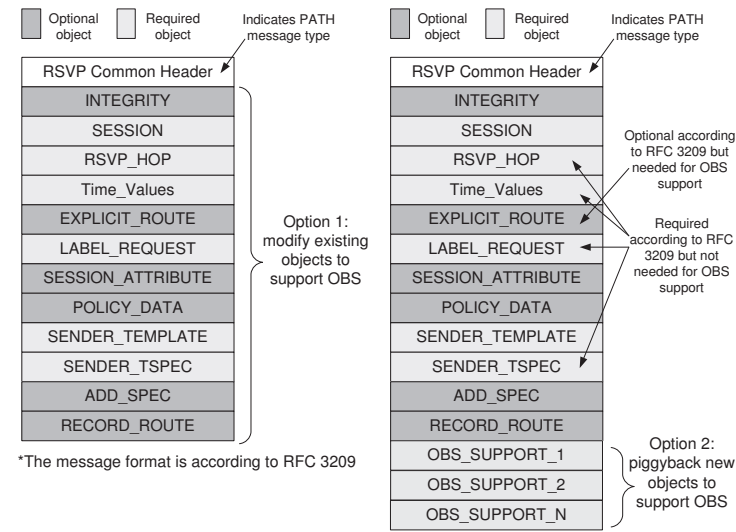 Optional
object
Required
object
Indicates PATH
message type
RSVP Common Header
INTEGRITY
SESSION
RSVP_HOP
Time_Values
EXPLICIT_ROUTE
LABEL_REQUEST
SESSION_ATTRIBUTE
POLICY_DATA
SENDER_TEMPLATE
SENDER_TSPEC
ADD_SPEC
RECORD_ROUTE
Option 1:
modify existing
objects to
support OBS
*The message format is according to RFC 3209
Optional
object
Required
object
Indicates PATH
message type
RSVP Common Header
INTEGRITY
SESSION
RSVP_HOP
Time_Values
EXPLICIT_ROUTE
LABEL_REQUEST
SESSION_ATTRIBUTE
POLICY_DATA
SENDER_TEMPLATE
SENDER_TSPEC
ADD_SPEC
RECORD_ROUTE
OBS_SUPPORT_1
OBS_SUPPORT_2
OBS_SUPPORT_N
Optional according
to RFC 3209 but
needed for OBS
support
Required
according to RFC
3209 but not
needed for OBS
support
Option 2:
piggyback new
objects to
support OBS